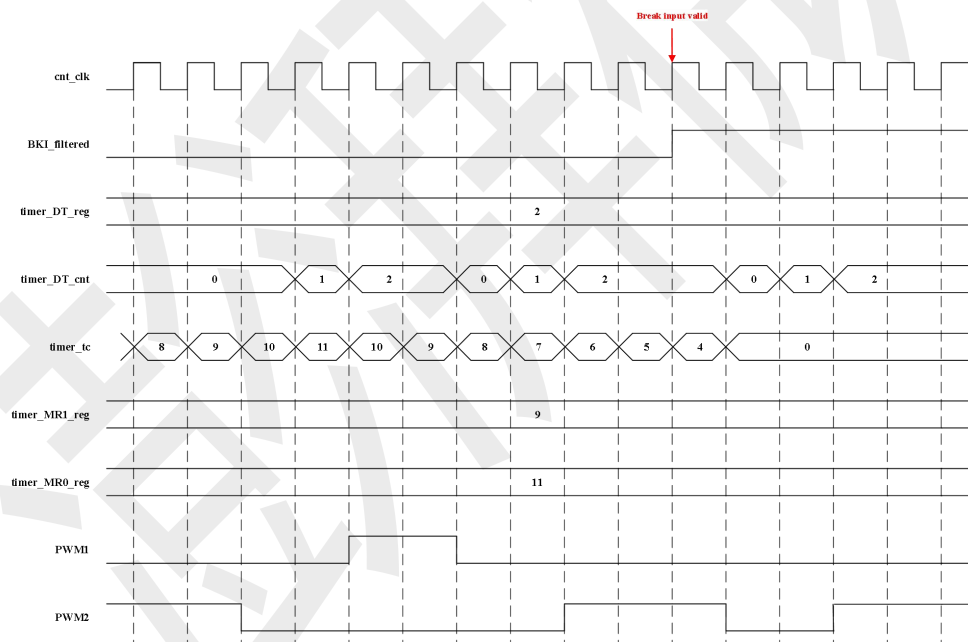 Break input valid
cnt_clk
BKI_filtered
timer_DT_reg 2
timer_DT_cnt 0 1 2 0 1 2 0 1 2
timer_tc 8 9 10 11 10 9 8 7 6 5 4 0
timer_MR1_reg 9
timer_MR0_reg 11
PWM1
PWM2